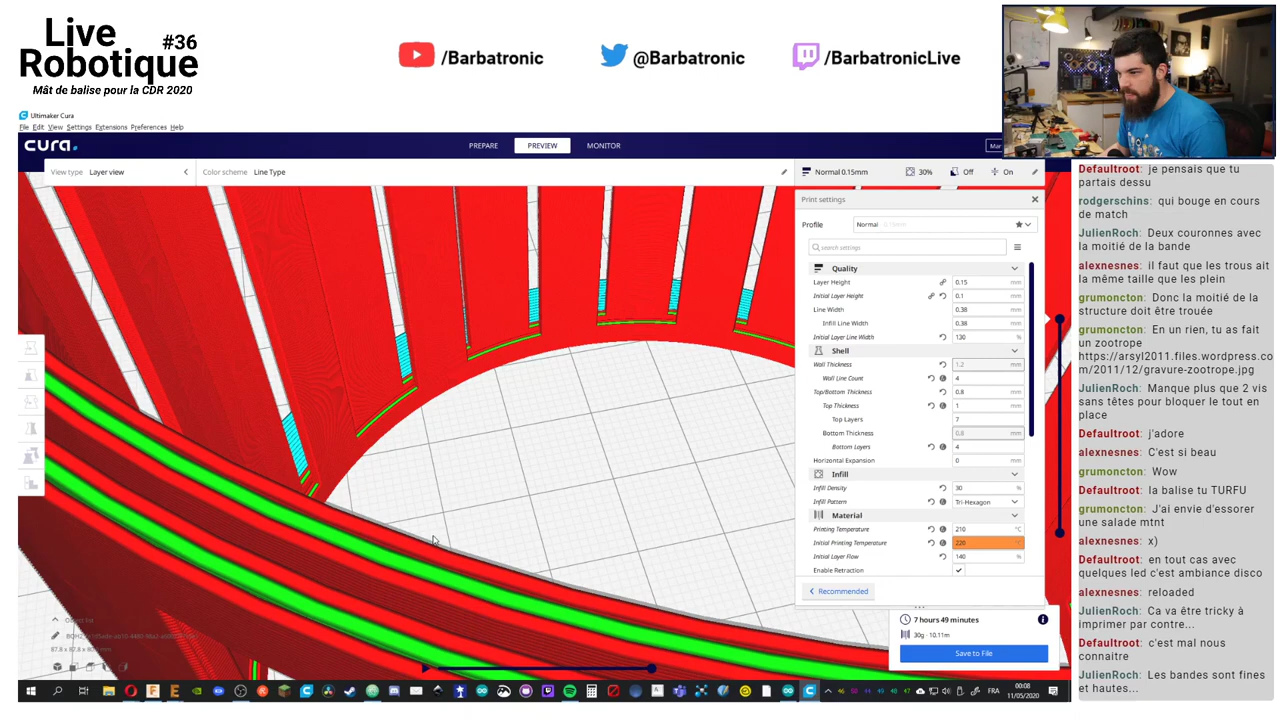 Live
Robotique #36
Mât de balise pour la CDR 2020
/Barbatronic
@Barbatronic
/BarbatronicLive
Ultimaker Cura
File Edit View Settings Extensions Preferences Help
cura.
PREPARE
PREVIEW
MONITOR
Mar
View type Layer view
Color scheme Line Type
Normal 0.15mm
30%
Off
On
Print settings
Profile
Normal
search settings
Quality
Layer Height 0.15 mm
Initial Layer Height 0.1 mm
Line Width 0.38 mm
Infill Line Width 0.38 mm
Initial Layer Line Width 130 %
Shell
Wall Thickness 1.2 mm
Wall Line Count 4
Top/Bottom Thickness 0.8 mm
Top Thickness 1 mm
Top Layers 7
Bottom Thickness 0.8 mm
Bottom Layers 4
Horizontal Expansion 0 mm
Infill
Infill Density 30 %
Infill Pattern Tri-Hexagon
Material
Printing Temperature 210 °C
Initial Printing Temperature 220 °C
Initial Layer Flow 140 %
Enable Retraction
Recommended
7 hours 49 minutes
30g · 10.11m
Save to File
Object list
FRA
00:08
11/05/2020
Defaultroot: je pensais que tu
partais dessu
rodgerschins: qui bouge en cours
de match
JulienRoch: Deux couronnes avec
la moitié de la bande
alexnesnes: il faut que les trous ait
la même taille que les plein
grumoncton: Donc la moitié de la
structure doit être trouée
grumoncton: En un rien, tu as fait
un zootrope
https://arsyl2011.files.wordpress.co
m/2011/12/gravure-zootrope.jpg
JulienRoch: Manque plus que 2 vis
sans têtes pour bloquer le tout en
place
Defaultroot: j'adore
alexnesnes: C'est si beau
grumoncton: Wow
Defaultroot: la balise tu TURFU
grumoncton: J'ai envie d'essorer
une salade mtnt
alexnesnes: x)
Defaultroot: en tout cas avec
quelques led c'est ambiance disco
alexnesnes: reloaded
JulienRoch: Ca va être tricky à
imprimer par contre...
Defaultroot: c'est mal nous
connaitre
JulienRoch: Les bandes sont fines
et hautes...